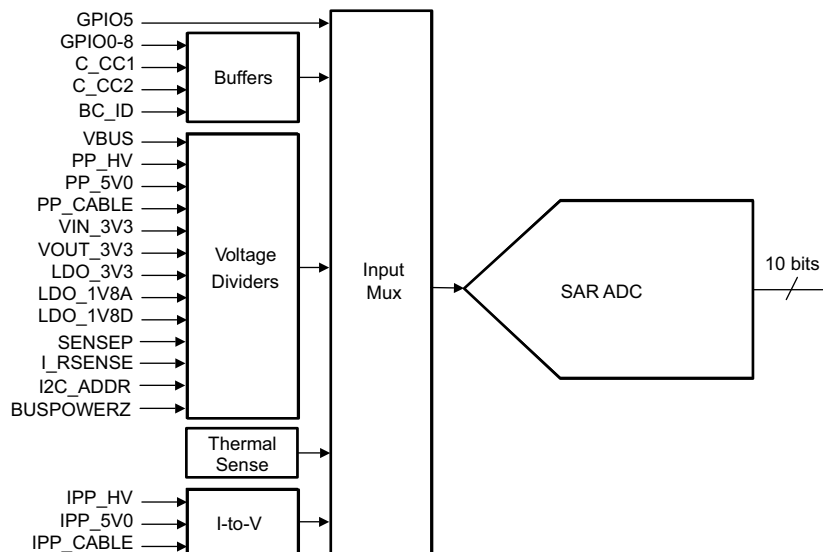 GPIO5
GPIO0-8
C_CC1
C_CC2
BC_ID
Buffers
VBUS
PP_HV
PP_5V0
PP_CABLE
VIN_3V3
VOUT_3V3
LDO_3V3
LDO_1V8A
LDO_1V8D
SENSEP
I_RSENSE
I2C_ADDR
BUSPOWERZ
Voltage
Dividers
Thermal
Sense
IPP_HV
IPP_5V0
IPP_CABLE
I-to-V
Input
Mux
SAR ADC
10 bits